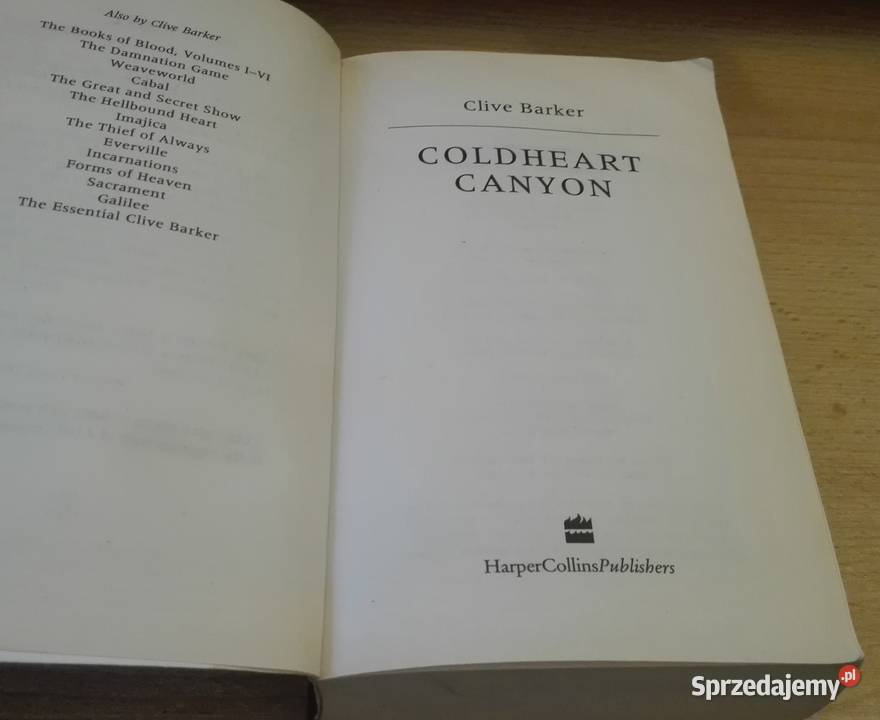 Also by Clive Barker
The Books of Blood, Volumes I–VI
The Damnation Game
Weaveworld
Cabal
The Great and Secret Show
The Hellbound Heart
Imajica
The Thief of Always
Everville
Incarnations
Forms of Heaven
Sacrament
Galilee
The Essential Clive Barker
Clive Barker
COLDHEART
CANYON
HarperCollinsPublishers
Sprzedajemy.pl